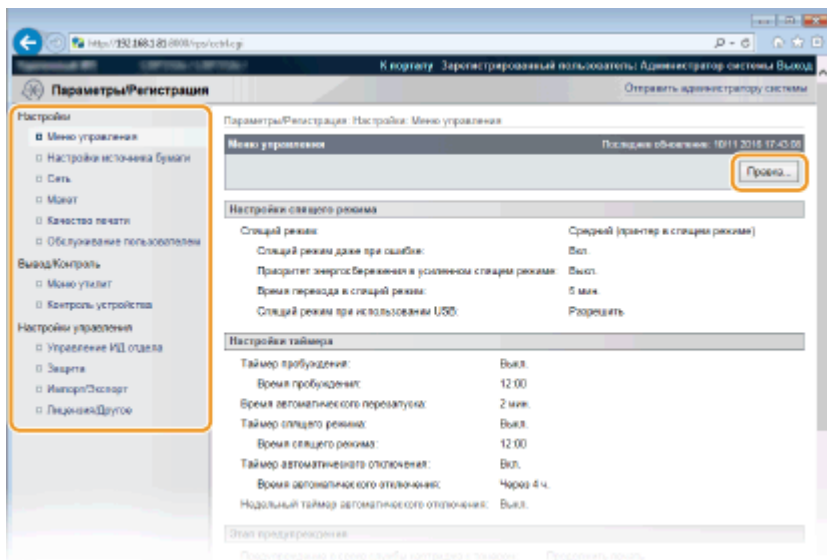 https://192.168.1.81:8000/rps/cctrl.cgi
К порталу Зарегистрированный пользователь: Администратор системы Выход
Параметры/Регистрация
Отправить администратору системы
Настройки
Меню управления
Настройки источника бумаги
Сеть
Макет
Качество печати
Обслуживание пользователем
Вывод/Контроль
Меню утилит
Контроль устройства
Настройки управления
Управление ИД отдела
Защита
Импорт/Экспорт
Лицензия/Другое
Параметры/Регистрация: Настройки: Меню управления
Меню управления
Последнее обновление: 10/11 2016 17:43:06
Правка...
Настройки спящего режима
Спящий режим: Средний (принтер в спящем режиме)
Спящий режим даже при ошибке: Вкл.
Приоритет энергосбережения в усиленном спящем режиме: Выкл.
Время перехода в спящий режим: 5 мин.
Спящий режим при использовании USB: Разрешить
Настройки таймера
Таймер пробуждения: Выкл.
Время пробуждения: 12:00
Время автоматического перезапуска: 2 мин.
Таймер спящего режима: Выкл.
Время спящего режима: 12:00
Таймер автоматического отключения: Вкл.
Время автоматического отключения: Через 4 ч.
Недельный таймер автоматического отключения: Выкл.
Этап предупреждения